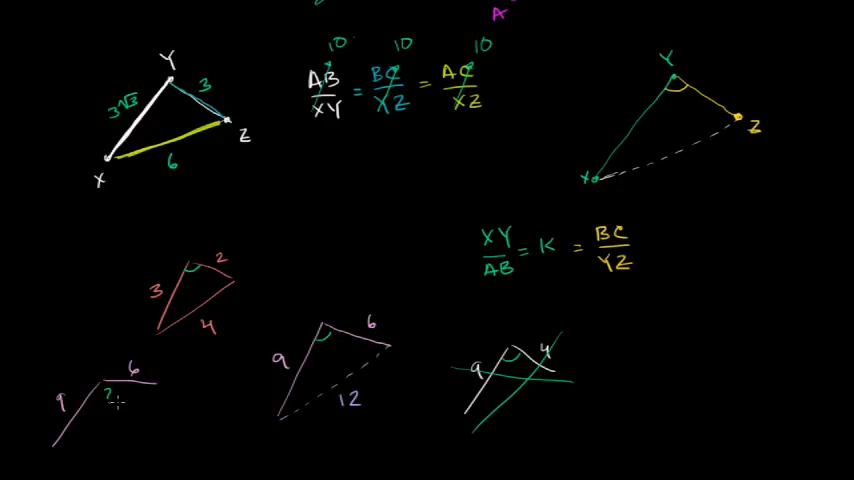 A
10 10 10
AB/XY = BC/XZ = AC/XZ
Y
3√3
3
Z
X
6
Y
Z
X
XY/AB = K = BC/YZ
2
3
4
6
9
12
4
9
6
9
?